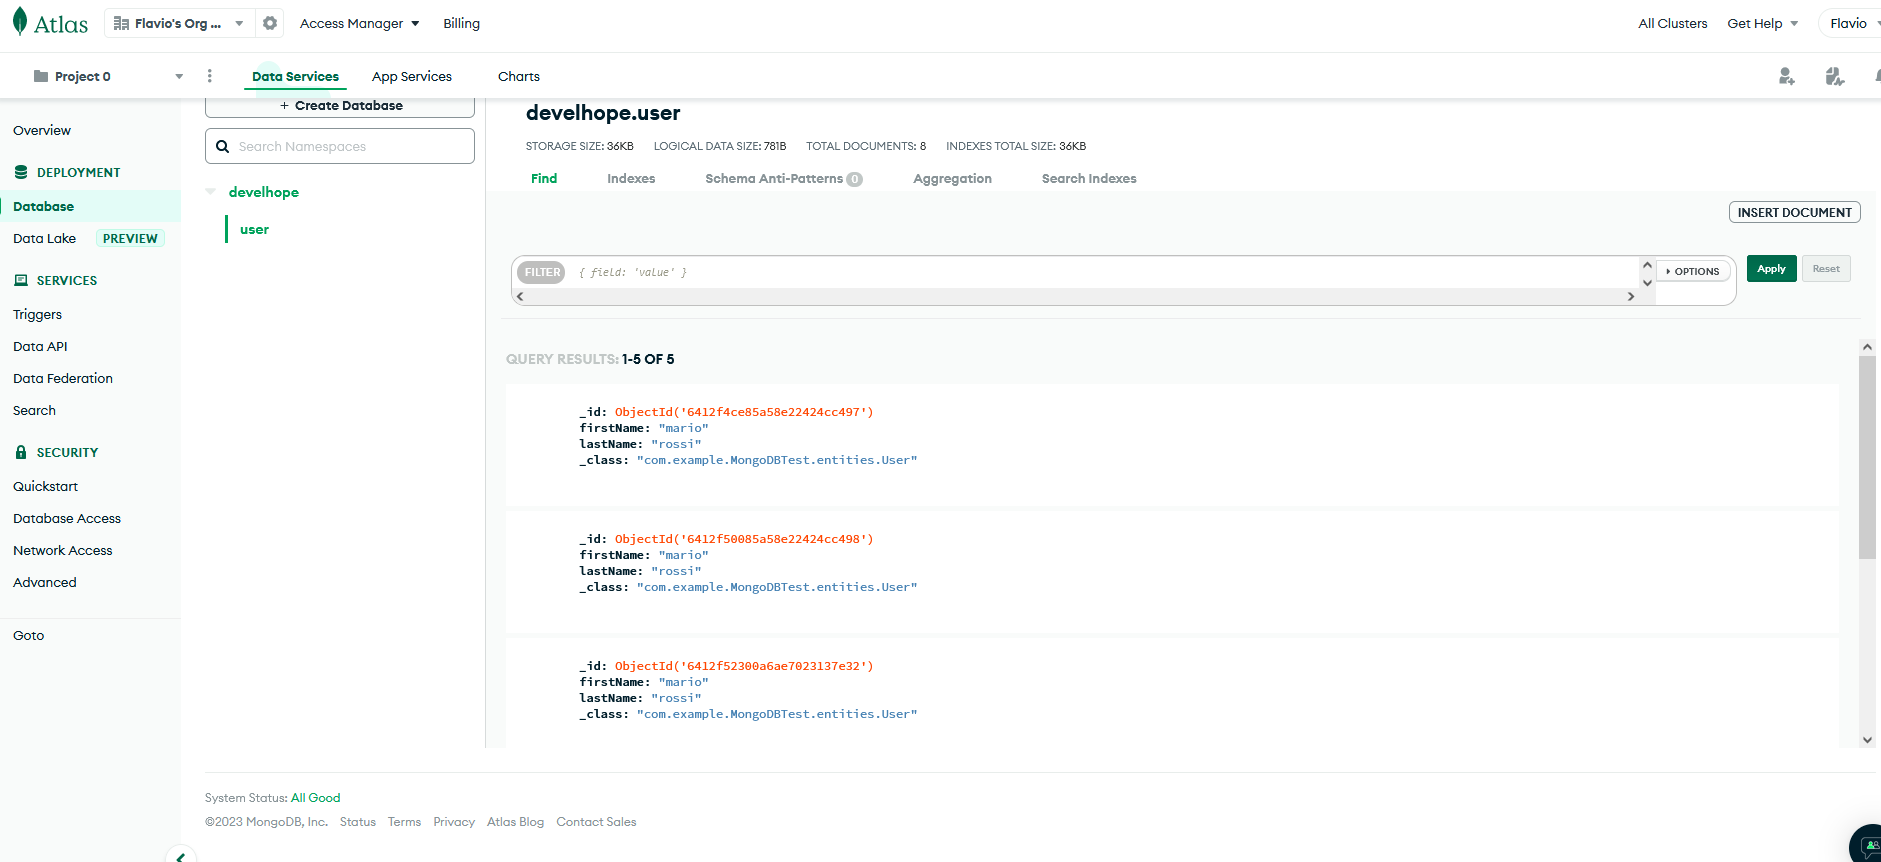 Atlas
Flavio's Org ...
Access Manager
Billing
All Clusters
Get Help
Flavio
Project 0
Data Services
App Services
Charts
Overview
DEPLOYMENT
Database
Data Lake PREVIEW
SERVICES
Triggers
Data API
Data Federation
Search
SECURITY
Quickstart
Database Access
Network Access
Advanced
Goto
+ Create Database
Search Namespaces
develhope
user
develhope.user
STORAGE SIZE: 36KB LOGICAL DATA SIZE: 781B TOTAL DOCUMENTS: 8 INDEXES TOTAL SIZE: 36KB
Find Indexes Schema Anti-Patterns 0 Aggregation Search Indexes
INSERT DOCUMENT
FILTER { field: 'value' } OPTIONS Apply Reset
QUERY RESULTS: 1-5 OF 5
_id: ObjectId('6412f4ce85a58e22424cc497')
firstName: "mario"
lastName: "rossi"
_class: "com.example.MongoDBTest.entities.User"
_id: ObjectId('6412f50085a58e22424cc498')
firstName: "mario"
lastName: "rossi"
_class: "com.example.MongoDBTest.entities.User"
_id: ObjectId('6412f52300a6ae7023137e32')
firstName: "mario"
lastName: "rossi"
_class: "com.example.MongoDBTest.entities.User"
System Status: All Good
©2023 MongoDB, Inc. Status Terms Privacy Atlas Blog Contact Sales